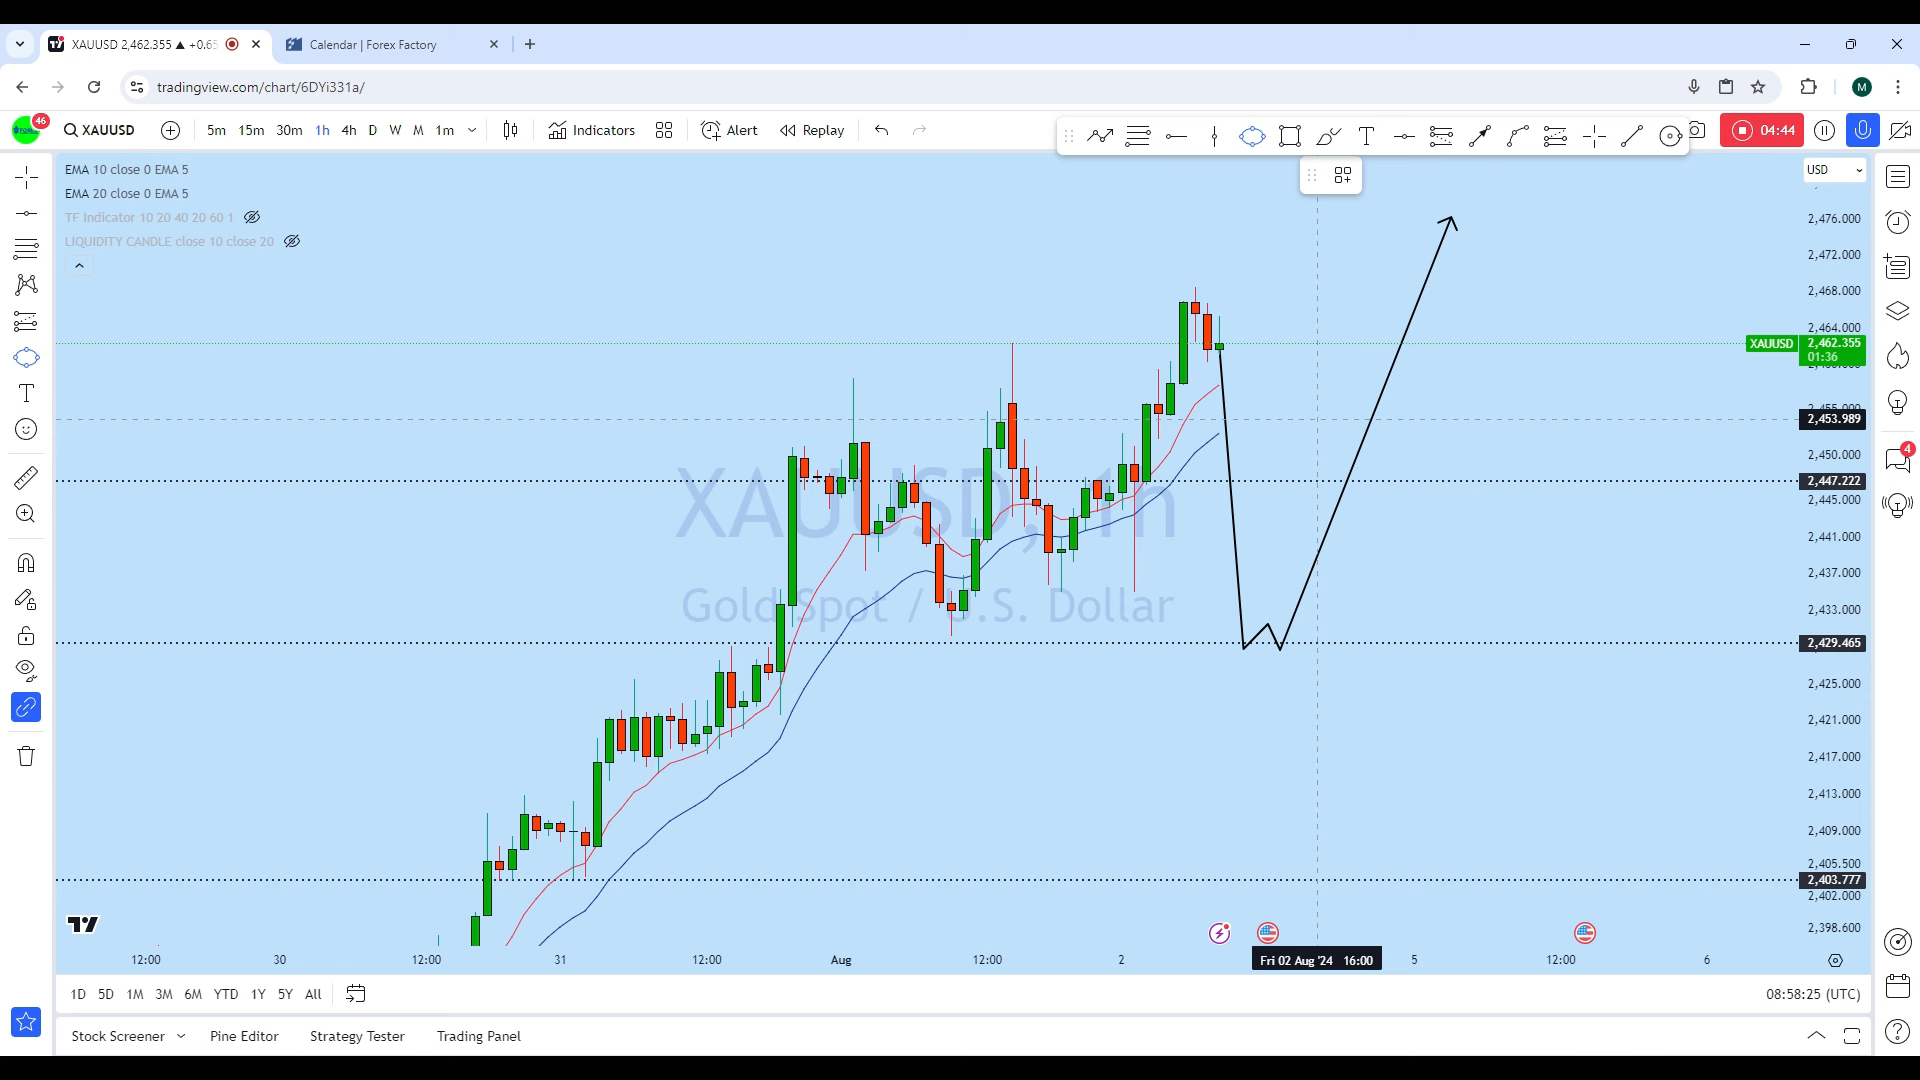 XAUUSD 2,462.355 ▲ +0.65
Calendar | Forex Factory
tradingview.com/chart/6DYi331a/
M
46
XAUUSD
5m 15m 30m 1h 4h D W M 1m
Indicators
Alert
Replay
04:44
EMA 10 close 0 EMA 5
EMA 20 close 0 EMA 5
TF Indicator 10 20 40 20 60 1
LIQUIDITY CANDLE close 10 close 20
USD
2,476.000
2,472.000
2,468.000
2,464.000
XAUUSD 2,462.355
01:36
2,453.989
2,450.000
2,447.222
2,445.000
2,441.000
2,437.000
2,433.000
2,429.465
2,425.000
2,421.000
2,417.000
2,413.000
2,409.000
2,405.500
2,403.777
2,402.000
2,398.600
4
Gold Spot / U.S. Dollar
12:00 30 12:00 31 12:00 Aug 12:00 2 Fri 02 Aug '24 16:00 5 12:00 6
1D 5D 1M 3M 6M YTD 1Y 5Y All
08:58:25 (UTC)
Stock Screener Pine Editor Strategy Tester Trading Panel